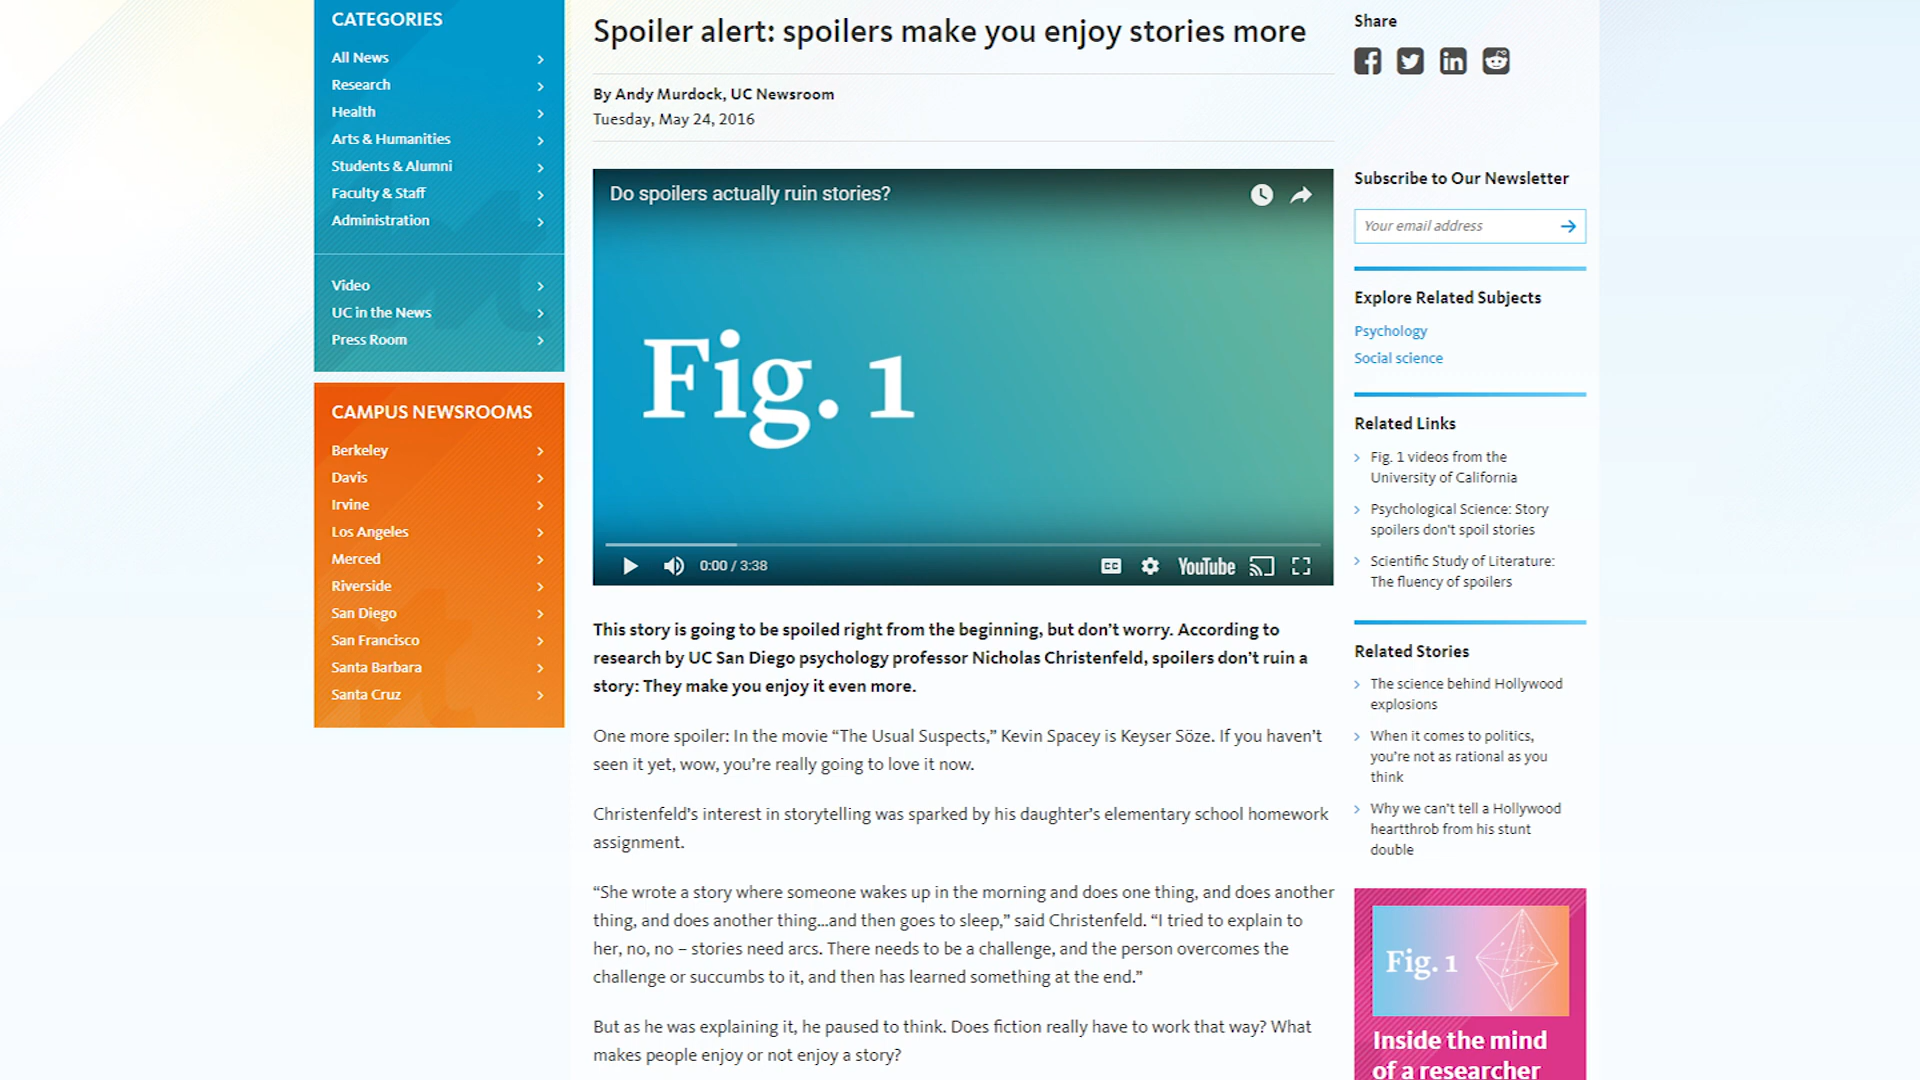 CATEGORIES
All News
Research
Health
Arts & Humanities
Students & Alumni
Faculty & Staff
Administration
Video
UC in the News
Press Room
CAMPUS NEWSROOMS
Berkeley
Davis
Irvine
Los Angeles
Merced
Riverside
San Diego
San Francisco
Santa Barbara
Santa Cruz
Spoiler alert: spoilers make you enjoy stories more
By Andy Murdock, UC Newsroom
Tuesday, May 24, 2016
Do spoilers actually ruin stories?
Fig. 1
0:00 / 3:38
CC
YouTube
This story is going to be spoiled right from the beginning, but don’t worry. According to
research by UC San Diego psychology professor Nicholas Christenfeld, spoilers don’t ruin a
story: They make you enjoy it even more.
One more spoiler: In the movie “The Usual Suspects,” Kevin Spacey is Keyser Söze. If you haven’t
seen it yet, wow, you’re really going to love it now.
Christenfeld’s interest in storytelling was sparked by his daughter’s elementary school homework
assignment.
“She wrote a story where someone wakes up in the morning and does one thing, and does another
thing, and does another thing...and then goes to sleep,” said Christenfeld. “I tried to explain to
her, no, no – stories need arcs. There needs to be a challenge, and the person overcomes the
challenge or succumbs to it, and then has learned something at the end.”
But as he was explaining it, he paused to think. Does fiction really have to work that way? What
makes people enjoy or not enjoy a story?
Share
Subscribe to Our Newsletter
Your email address
Explore Related Subjects
Psychology
Social science
Related Links
Fig. 1 videos from the
University of California
Psychological Science: Story
spoilers don't spoil stories
Scientific Study of Literature:
The fluency of spoilers
Related Stories
The science behind Hollywood
explosions
When it comes to politics,
you’re not as rational as you
think
Why we can’t tell a Hollywood
heartthrob from his stunt
double
Fig. 1
Inside the mind
of a researcher